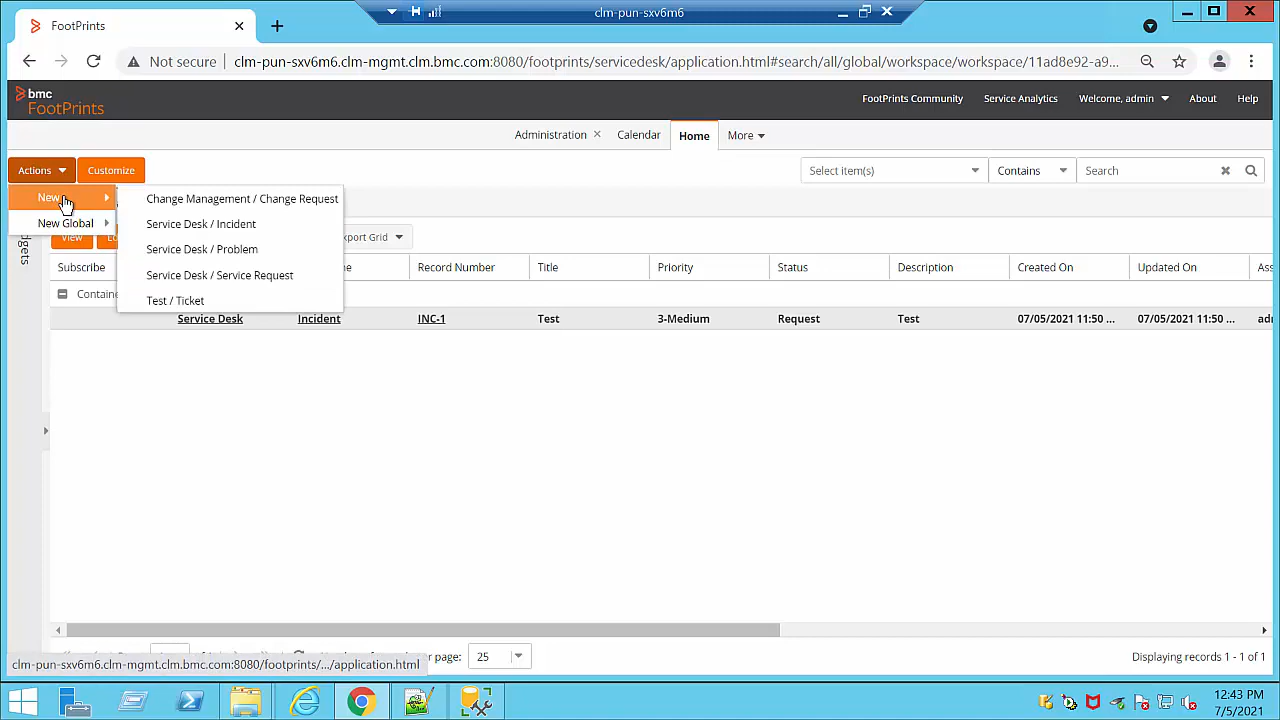 clm-pun-sxv6m6
FootPrints
Not secure
clm-pun-sxv6m6.clm-mgmt.clm.bmc.com:8080/footprints/servicedesk/application.html#search/all/global/workspace/workspace/11ad8e92-a9...
bmc
FootPrints
FootPrints Community
Service Analytics
Welcome, admin
About
Help
Administration
Calendar
Home
More
Actions
Customize
Select item(s)
Contains
Search
New
New Global
Change Management / Change Request
Service Desk / Incident
Service Desk / Problem
Service Desk / Service Request
Test / Ticket
View
Subscribe
Record Number
Title
Priority
Status
Description
Created On
Updated On
Service Desk
Incident
INC-1
Test
3-Medium
Request
Test
07/05/2021 11:50 ...
07/05/2021 11:50 ...
25
Displaying records 1 - 1 of 1
clm-pun-sxv6m6.clm-mgmt.clm.bmc.com:8080/footprints/.../application.html
12:43 PM
7/5/2021